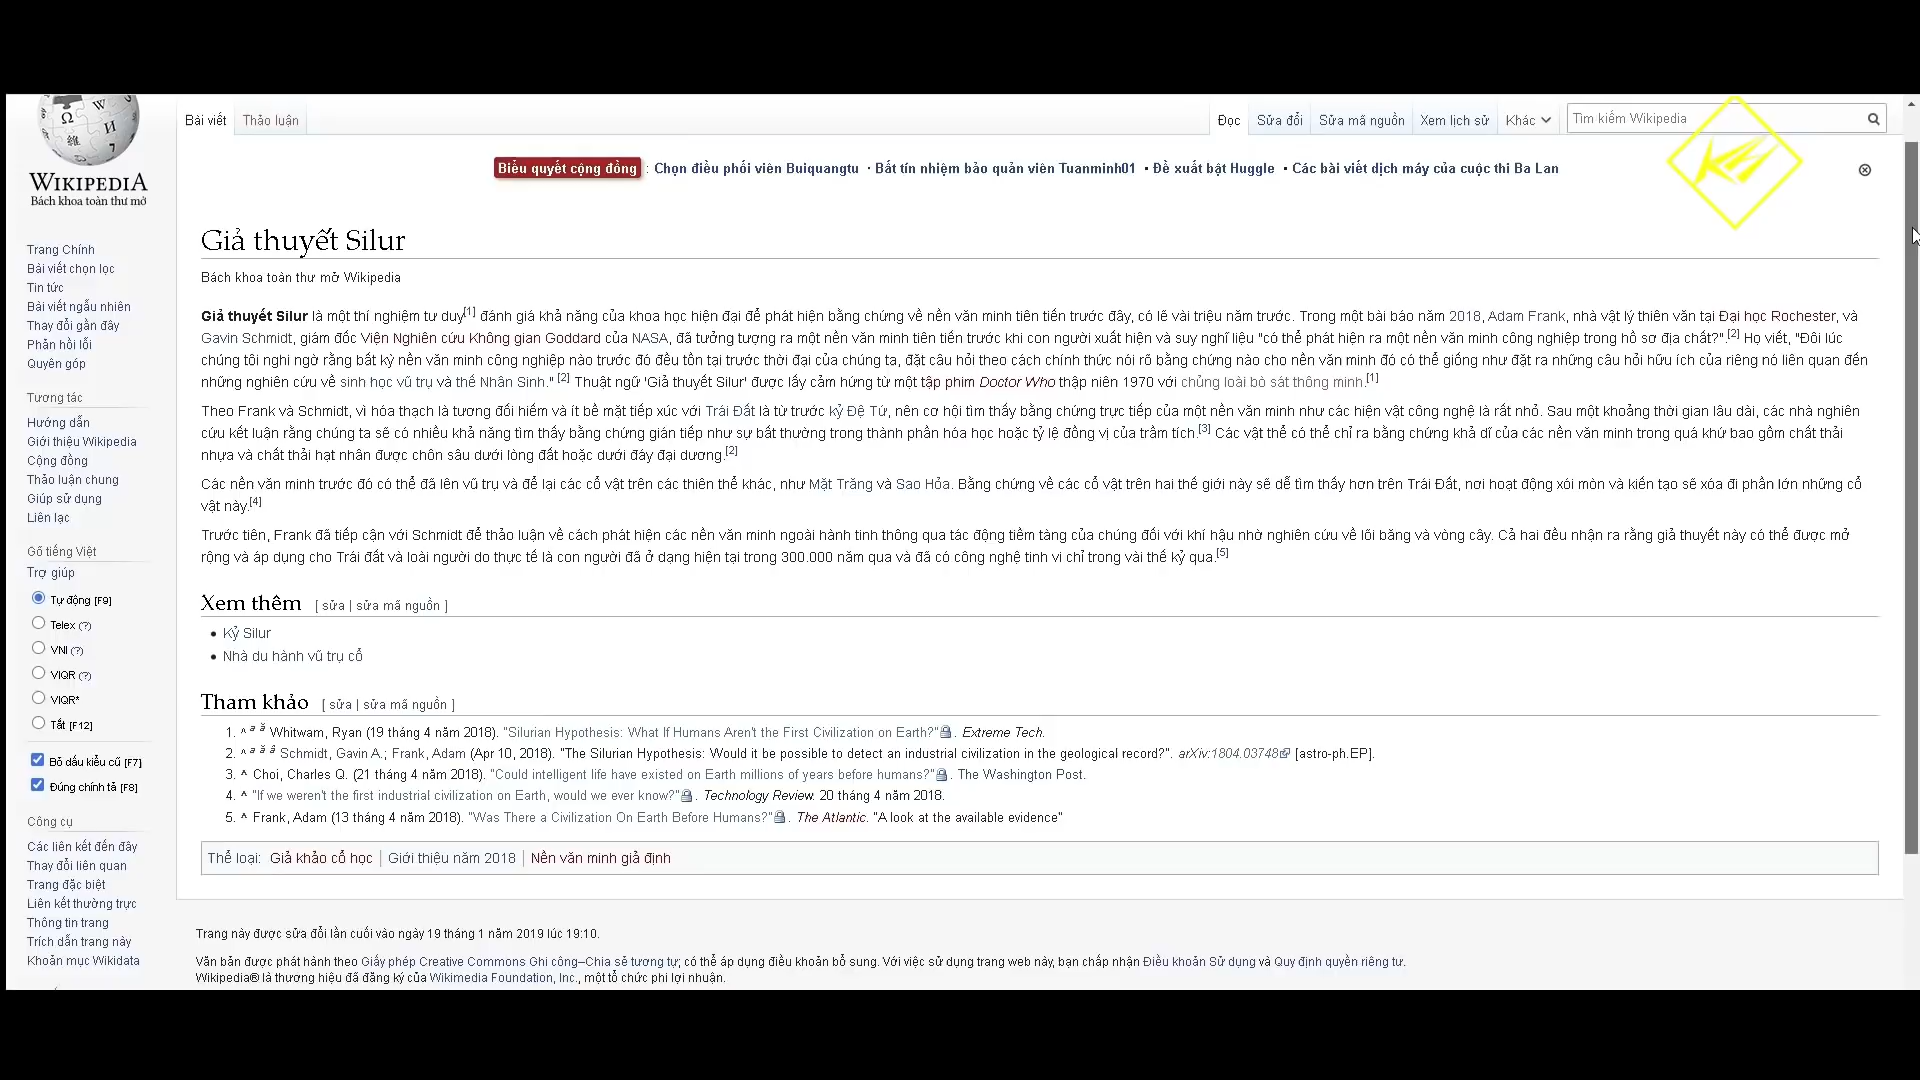 Bài viết Thảo luận Đọc Sửa đổi Sửa mã nguồn Xem lịch sử Khác Tìm kiếm Wikipedia
WIKIPEDIA
Bách khoa toàn thư mở
Biểu quyết cộng đồng : Chọn điều phối viên Buiquangtu • Bất tín nhiệm bảo quản viên Tuanminh01 • Đề xuất bật Huggle • Các bài viết dịch máy của cuộc thi Ba Lan
Trang Chính
Bài viết chọn lọc
Tin tức
Bài viết ngẫu nhiên
Thay đổi gần đây
Phản hồi lỗi
Quyên góp
Tương tác
Hướng dẫn
Giới thiệu Wikipedia
Cộng đồng
Thảo luận chung
Giúp sử dụng
Liên lạc
Gõ tiếng Việt
Trợ giúp
Tự động [F9]
Telex (?)
VNI (?)
VIQR (?)
VIQR*
Tắt [F12]
Bỏ dấu kiểu cũ [F7]
Đúng chính tả [F8]
Công cụ
Các liên kết đến đây
Thay đổi liên quan
Trang đặc biệt
Liên kết thường trực
Thông tin trang
Trích dẫn trang này
Khoản mục Wikidata
Giả thuyết Silur
Bách khoa toàn thư mở Wikipedia
Giả thuyết Silur là một thí nghiệm tư duy[1] đánh giá khả năng của khoa học hiện đại để phát hiện bằng chứng về nền văn minh tiên tiến trước đây, có lẽ vài triệu năm trước. Trong một bài báo năm 2018, Adam Frank, nhà vật lý thiên văn tại Đại học Rochester, và
Gavin Schmidt, giám đốc Viện Nghiên cứu Không gian Goddard của NASA, đã tưởng tượng ra một nền văn minh tiên tiến trước khi con người xuất hiện và suy nghĩ liệu "có thể phát hiện ra một nền văn minh công nghiệp trong hồ sơ địa chất?".[2] Họ viết, "Đôi lúc
chúng tôi nghi ngờ rằng bất kỳ nền văn minh công nghiệp nào trước đó đều tồn tại trước thời đại của chúng ta, đặt câu hỏi theo cách chính thức nói rõ bằng chứng nào cho nền văn minh đó có thể giống như đặt ra những câu hỏi hữu ích của riêng nó liên quan đến
những nghiên cứu về sinh học vũ trụ và thế Nhân Sinh." [2] Thuật ngữ 'Giả thuyết Silur' được lấy cảm hứng từ một tập phim Doctor Who thập niên 1970 với chủng loài bò sát thông minh.[1]
Theo Frank và Schmidt, vì hóa thạch là tương đối hiếm và ít bề mặt tiếp xúc với Trái Đất là từ trước kỷ Đệ Tứ, nên cơ hội tìm thấy bằng chứng trực tiếp của một nền văn minh như các hiện vật công nghệ là rất nhỏ. Sau một khoảng thời gian lâu dài, các nhà nghiên
cứu kết luận rằng chúng ta sẽ có nhiều khả năng tìm thấy bằng chứng gián tiếp như sự bất thường trong thành phần hóa học hoặc tỷ lệ đồng vị của trầm tích.[3] Các vật thể có thể chỉ ra bằng chứng khả dĩ của các nền văn minh trong quá khứ bao gồm chất thải
nhựa và chất thải hạt nhân được chôn sâu dưới lòng đất hoặc dưới đáy đại dương.[2]
Các nền văn minh trước đó có thể đã lên vũ trụ và để lại các cổ vật trên các thiên thể khác, như Mặt Trăng và Sao Hỏa. Bằng chứng về các cổ vật trên hai thế giới này sẽ dễ tìm thấy hơn trên Trái Đất, nơi hoạt động xói mòn và kiến tạo sẽ xóa đi phần lớn những cổ
vật này.[4]
Trước tiên, Frank đã tiếp cận với Schmidt để thảo luận về cách phát hiện các nền văn minh ngoài hành tinh thông qua tác động tiềm tàng của chúng đối với khí hậu nhờ nghiên cứu về lõi băng và vòng cây. Cả hai đều nhận ra rằng giả thuyết này có thể được mở
rộng và áp dụng cho Trái đất và loài người do thực tế là con người đã ở dạng hiện tại trong 300.000 năm qua và đã có công nghệ tinh vi chỉ trong vài thế kỷ qua.[5]
Xem thêm [ sửa | sửa mã nguồn ]
• Kỷ Silur
• Nhà du hành vũ trụ cổ
Tham khảo [ sửa | sửa mã nguồn ]
1. ^ a ă Whitwam, Ryan (19 tháng 4 năm 2018). "Silurian Hypothesis: What If Humans Aren't the First Civilization on Earth?". Extreme Tech.
2. ^ a ă â Schmidt, Gavin A.; Frank, Adam (Apr 10, 2018). "The Silurian Hypothesis: Would it be possible to detect an industrial civilization in the geological record?". arXiv:1804.03748 [astro-ph.EP].
3. ^ Choi, Charles Q. (21 tháng 4 năm 2018). "Could intelligent life have existed on Earth millions of years before humans?". The Washington Post.
4. ^ "If we weren't the first industrial civilization on Earth, would we ever know?". Technology Review. 20 tháng 4 năm 2018.
5. ^ Frank, Adam (13 tháng 4 năm 2018). "Was There a Civilization On Earth Before Humans?". The Atlantic. "A look at the available evidence"
Thể loại: Giả khảo cổ học | Giới thiệu năm 2018 | Nền văn minh giả định
Trang này được sửa đổi lần cuối vào ngày 19 tháng 1 năm 2019 lúc 19:10.
Văn bản được phát hành theo Giấy phép Creative Commons Ghi công–Chia sẻ tương tự; có thể áp dụng điều khoản bổ sung. Với việc sử dụng trang web này, bạn chấp nhận Điều khoản Sử dụng và Quy định quyền riêng tư.
Wikipedia® là thương hiệu đã đăng ký của Wikimedia Foundation, Inc., một tổ chức phi lợi nhuận.